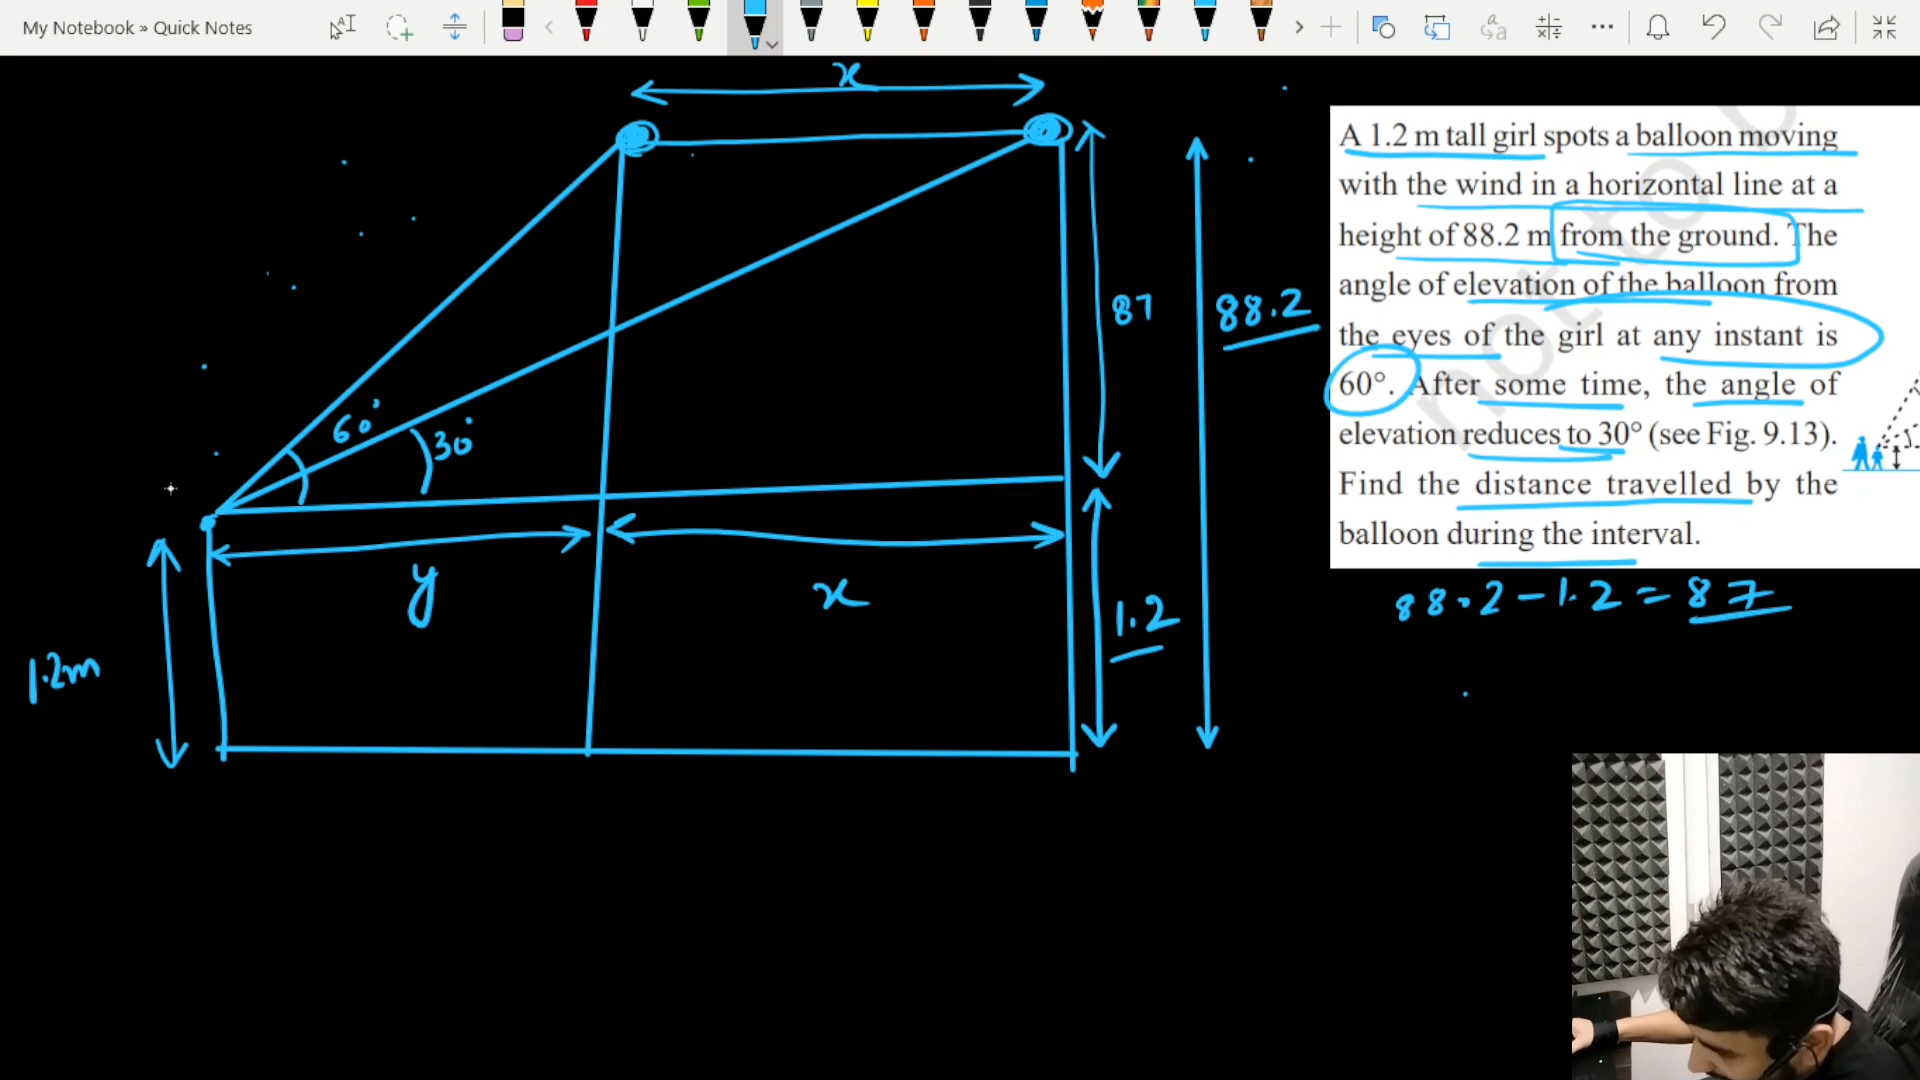 My Notebook » Quick Notes
x
A 1.2 m tall girl spots a balloon moving
with the wind in a horizontal line at a
height of 88.2 m from the ground. The
angle of elevation of the balloon from
the eyes of the girl at any instant is
60°. After some time, the angle of
elevation reduces to 30° (see Fig. 9.13).
Find the distance travelled by the
balloon during the interval.
87
88.2
60°
30°
y
x
1.2
1.2m
88.2-1.2=87